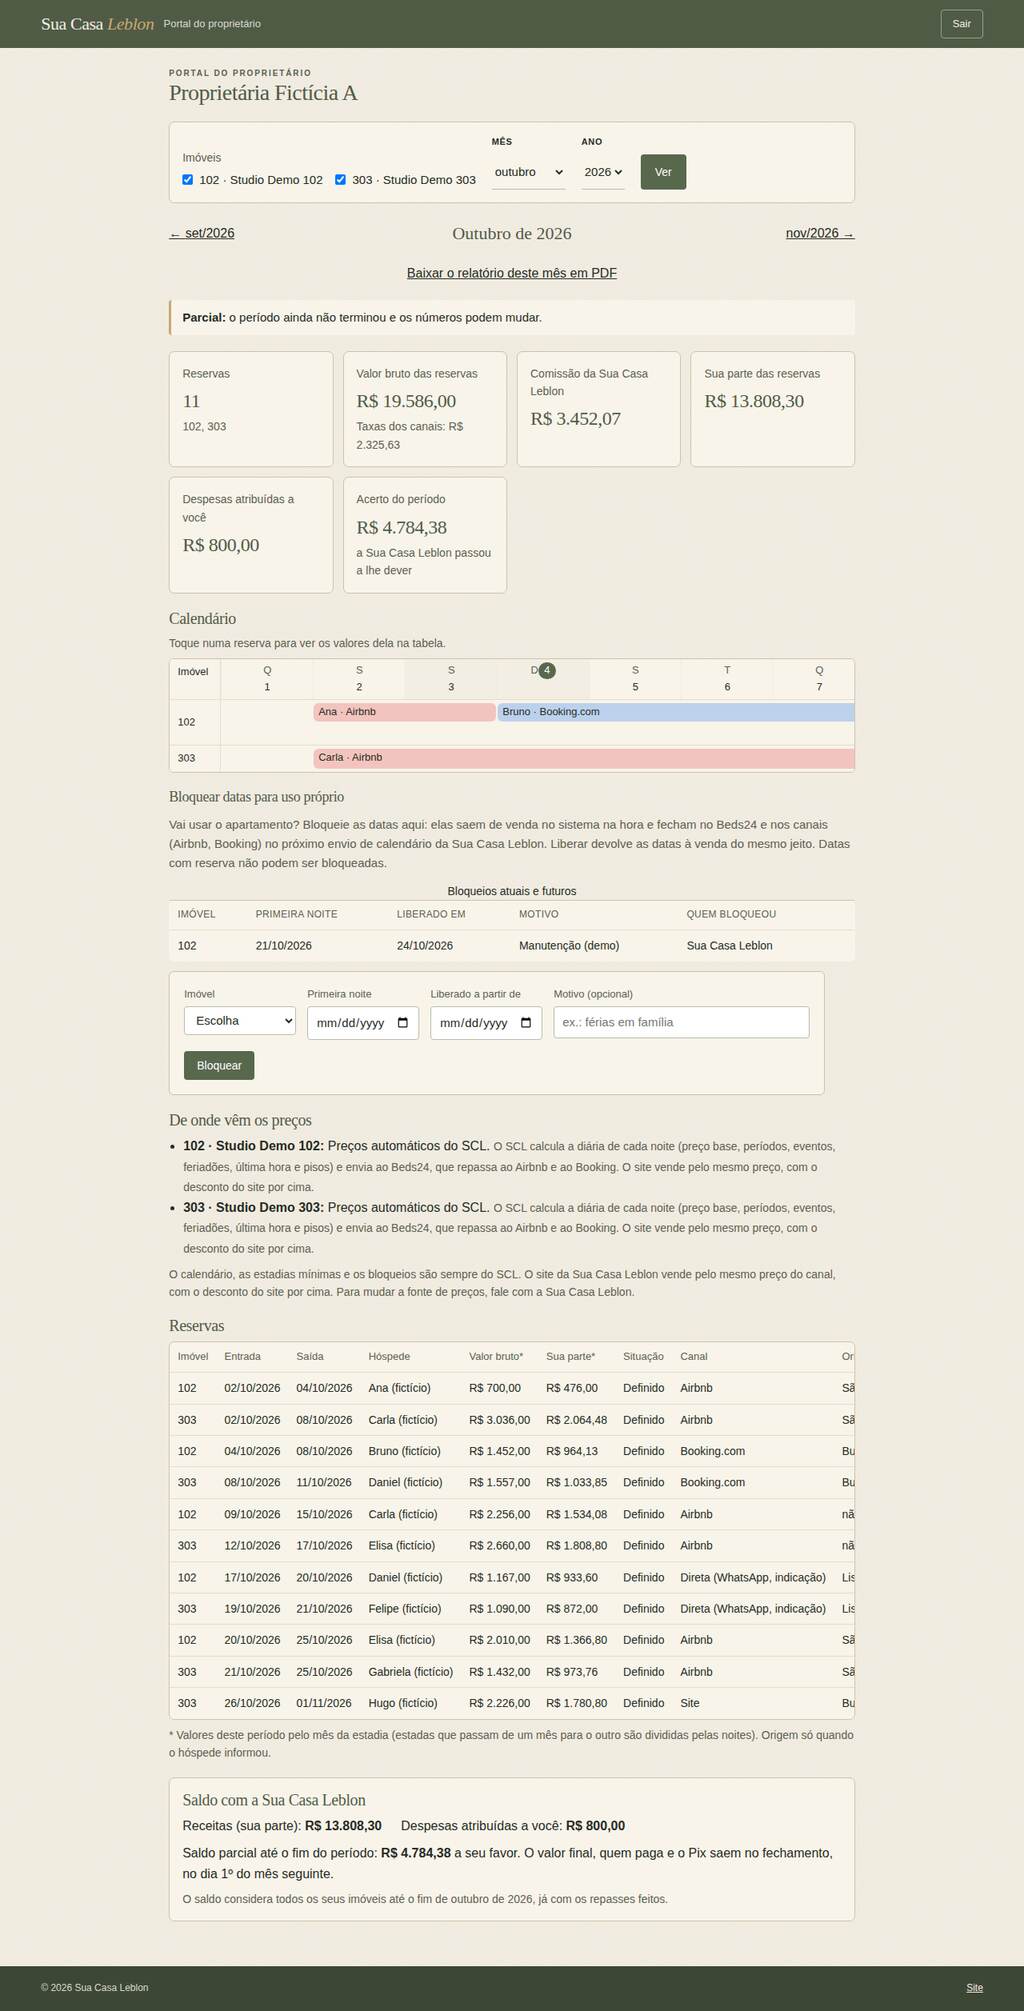 Sua Casa Leblon Portal do proprietário Sair
PORTAL DO PROPRIETÁRIO
Proprietária Fictícia A
MÊS ANO
Imóveis
102 · Studio Demo 102 303 · Studio Demo 303 outubro 2026 Ver
← set/2026 Outubro de 2026 nov/2026 →
Baixar o relatório deste mês em PDF
Parcial: o período ainda não terminou e os números podem mudar.
Reservas
11
102, 303
Valor bruto das reservas
R$ 19.586,00
Taxas dos canais: R$
2.325,63
Comissão da Sua Casa
Leblon
R$ 3.452,07
Sua parte das reservas
R$ 13.808,30
Despesas atribuídas a
você
R$ 800,00
Acerto do período
R$ 4.784,38
a Sua Casa Leblon passou
a lhe dever
Calendário
Toque numa reserva para ver os valores dela na tabela.
Imóvel Q S S D 4 S T Q
1 2 3 5 6 7
102 Ana · Airbnb Bruno · Booking.com
303 Carla · Airbnb
Bloquear datas para uso próprio
Vai usar o apartamento? Bloqueie as datas aqui: elas saem de venda no sistema na hora e fecham no Beds24 e nos canais
(Airbnb, Booking) no próximo envio de calendário da Sua Casa Leblon. Liberar devolve as datas à venda do mesmo jeito. Datas
com reserva não podem ser bloqueadas.
Bloqueios atuais e futuros
IMÓVEL PRIMEIRA NOITE LIBERADO EM MOTIVO QUEM BLOQUEOU
102 21/10/2026 24/10/2026 Manutenção (demo) Sua Casa Leblon
Imóvel Primeira noite Liberado a partir de Motivo (opcional)
Escolha mm/dd/yyyy mm/dd/yyyy ex.: férias em família
Bloquear
De onde vêm os preços
• 102 · Studio Demo 102: Preços automáticos do SCL. O SCL calcula a diária de cada noite (preço base, períodos, eventos,
feriadões, última hora e pisos) e envia ao Beds24, que repassa ao Airbnb e ao Booking. O site vende pelo mesmo preço, com o
desconto do site por cima.
• 303 · Studio Demo 303: Preços automáticos do SCL. O SCL calcula a diária de cada noite (preço base, períodos, eventos,
feriadões, última hora e pisos) e envia ao Beds24, que repassa ao Airbnb e ao Booking. O site vende pelo mesmo preço, com o
desconto do site por cima.
O calendário, as estadias mínimas e os bloqueios são sempre do SCL. O site da Sua Casa Leblon vende pelo mesmo preço do canal,
com o desconto do site por cima. Para mudar a fonte de preços, fale com a Sua Casa Leblon.
Reservas
Imóvel Entrada Saída Hóspede Valor bruto* Sua parte* Situação Canal
102 02/10/2026 04/10/2026 Ana (fictício) R$ 700,00 R$ 476,00 Definido Airbnb
303 02/10/2026 08/10/2026 Carla (fictício) R$ 3.036,00 R$ 2.064,48 Definido Airbnb
102 04/10/2026 08/10/2026 Bruno (fictício) R$ 1.452,00 R$ 964,13 Definido Booking.com
303 08/10/2026 11/10/2026 Daniel (fictício) R$ 1.557,00 R$ 1.033,85 Definido Booking.com
102 09/10/2026 15/10/2026 Carla (fictício) R$ 2.256,00 R$ 1.534,08 Definido Airbnb
303 12/10/2026 17/10/2026 Elisa (fictício) R$ 2.660,00 R$ 1.808,80 Definido Airbnb
102 17/10/2026 20/10/2026 Daniel (fictício) R$ 1.167,00 R$ 933,60 Definido Direta (WhatsApp, indicação)
303 19/10/2026 21/10/2026 Felipe (fictício) R$ 1.090,00 R$ 872,00 Definido Direta (WhatsApp, indicação)
102 20/10/2026 25/10/2026 Elisa (fictício) R$ 2.010,00 R$ 1.366,80 Definido Airbnb
303 21/10/2026 25/10/2026 Gabriela (fictício) R$ 1.432,00 R$ 973,76 Definido Airbnb
303 26/10/2026 01/11/2026 Hugo (fictício) R$ 2.226,00 R$ 1.780,80 Definido Site
* Valores deste período pelo mês da estadia (estadas que passam de um mês para o outro são divididas pelas noites). Origem só quando
o hóspede informou.
Saldo com a Sua Casa Leblon
Receitas (sua parte): R$ 13.808,30 Despesas atribuídas a você: R$ 800,00
Saldo parcial até o fim do período: R$ 4.784,38 a seu favor. O valor final, quem paga e o Pix saem no fechamento,
no dia 1º do mês seguinte.
O saldo considera todos os seus imóveis até o fim de outubro de 2026, já com os repasses feitos.
© 2026 Sua Casa Leblon Site